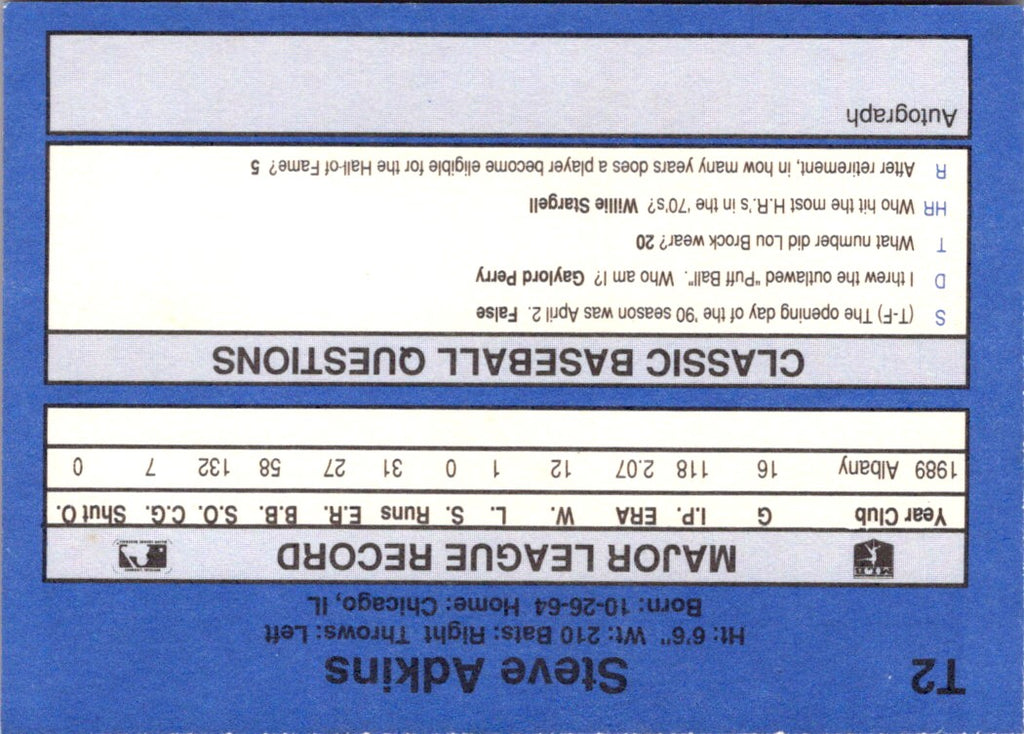 T2
Steve Adkins
Ht: 6'6" Wt: 210 Bats: Right Throws: Left
Born: 10-26-64 Home: Chicago, IL
MAJOR LEAGUE RECORD
Year Club G I.P. ERA W. L. S. Runs E.R. B.B. S.O. C.G. Shut O.
1989 Albany 16 118 2.07 12 1 0 31 27 58 132 7 0
CLASSIC BASEBALL QUESTIONS
S (T-F) The opening day of the '90 season was April 2. False
D I threw the outlawed "Puff Ball". Who am I? Gaylord Perry
T What number did Lou Brock wear? 20
HR Who hit the most H.R.'s in the '70's? Willie Stargell
R After retirement, in how many years does a player become eligible for the Hall-of Fame? 5
Autograph